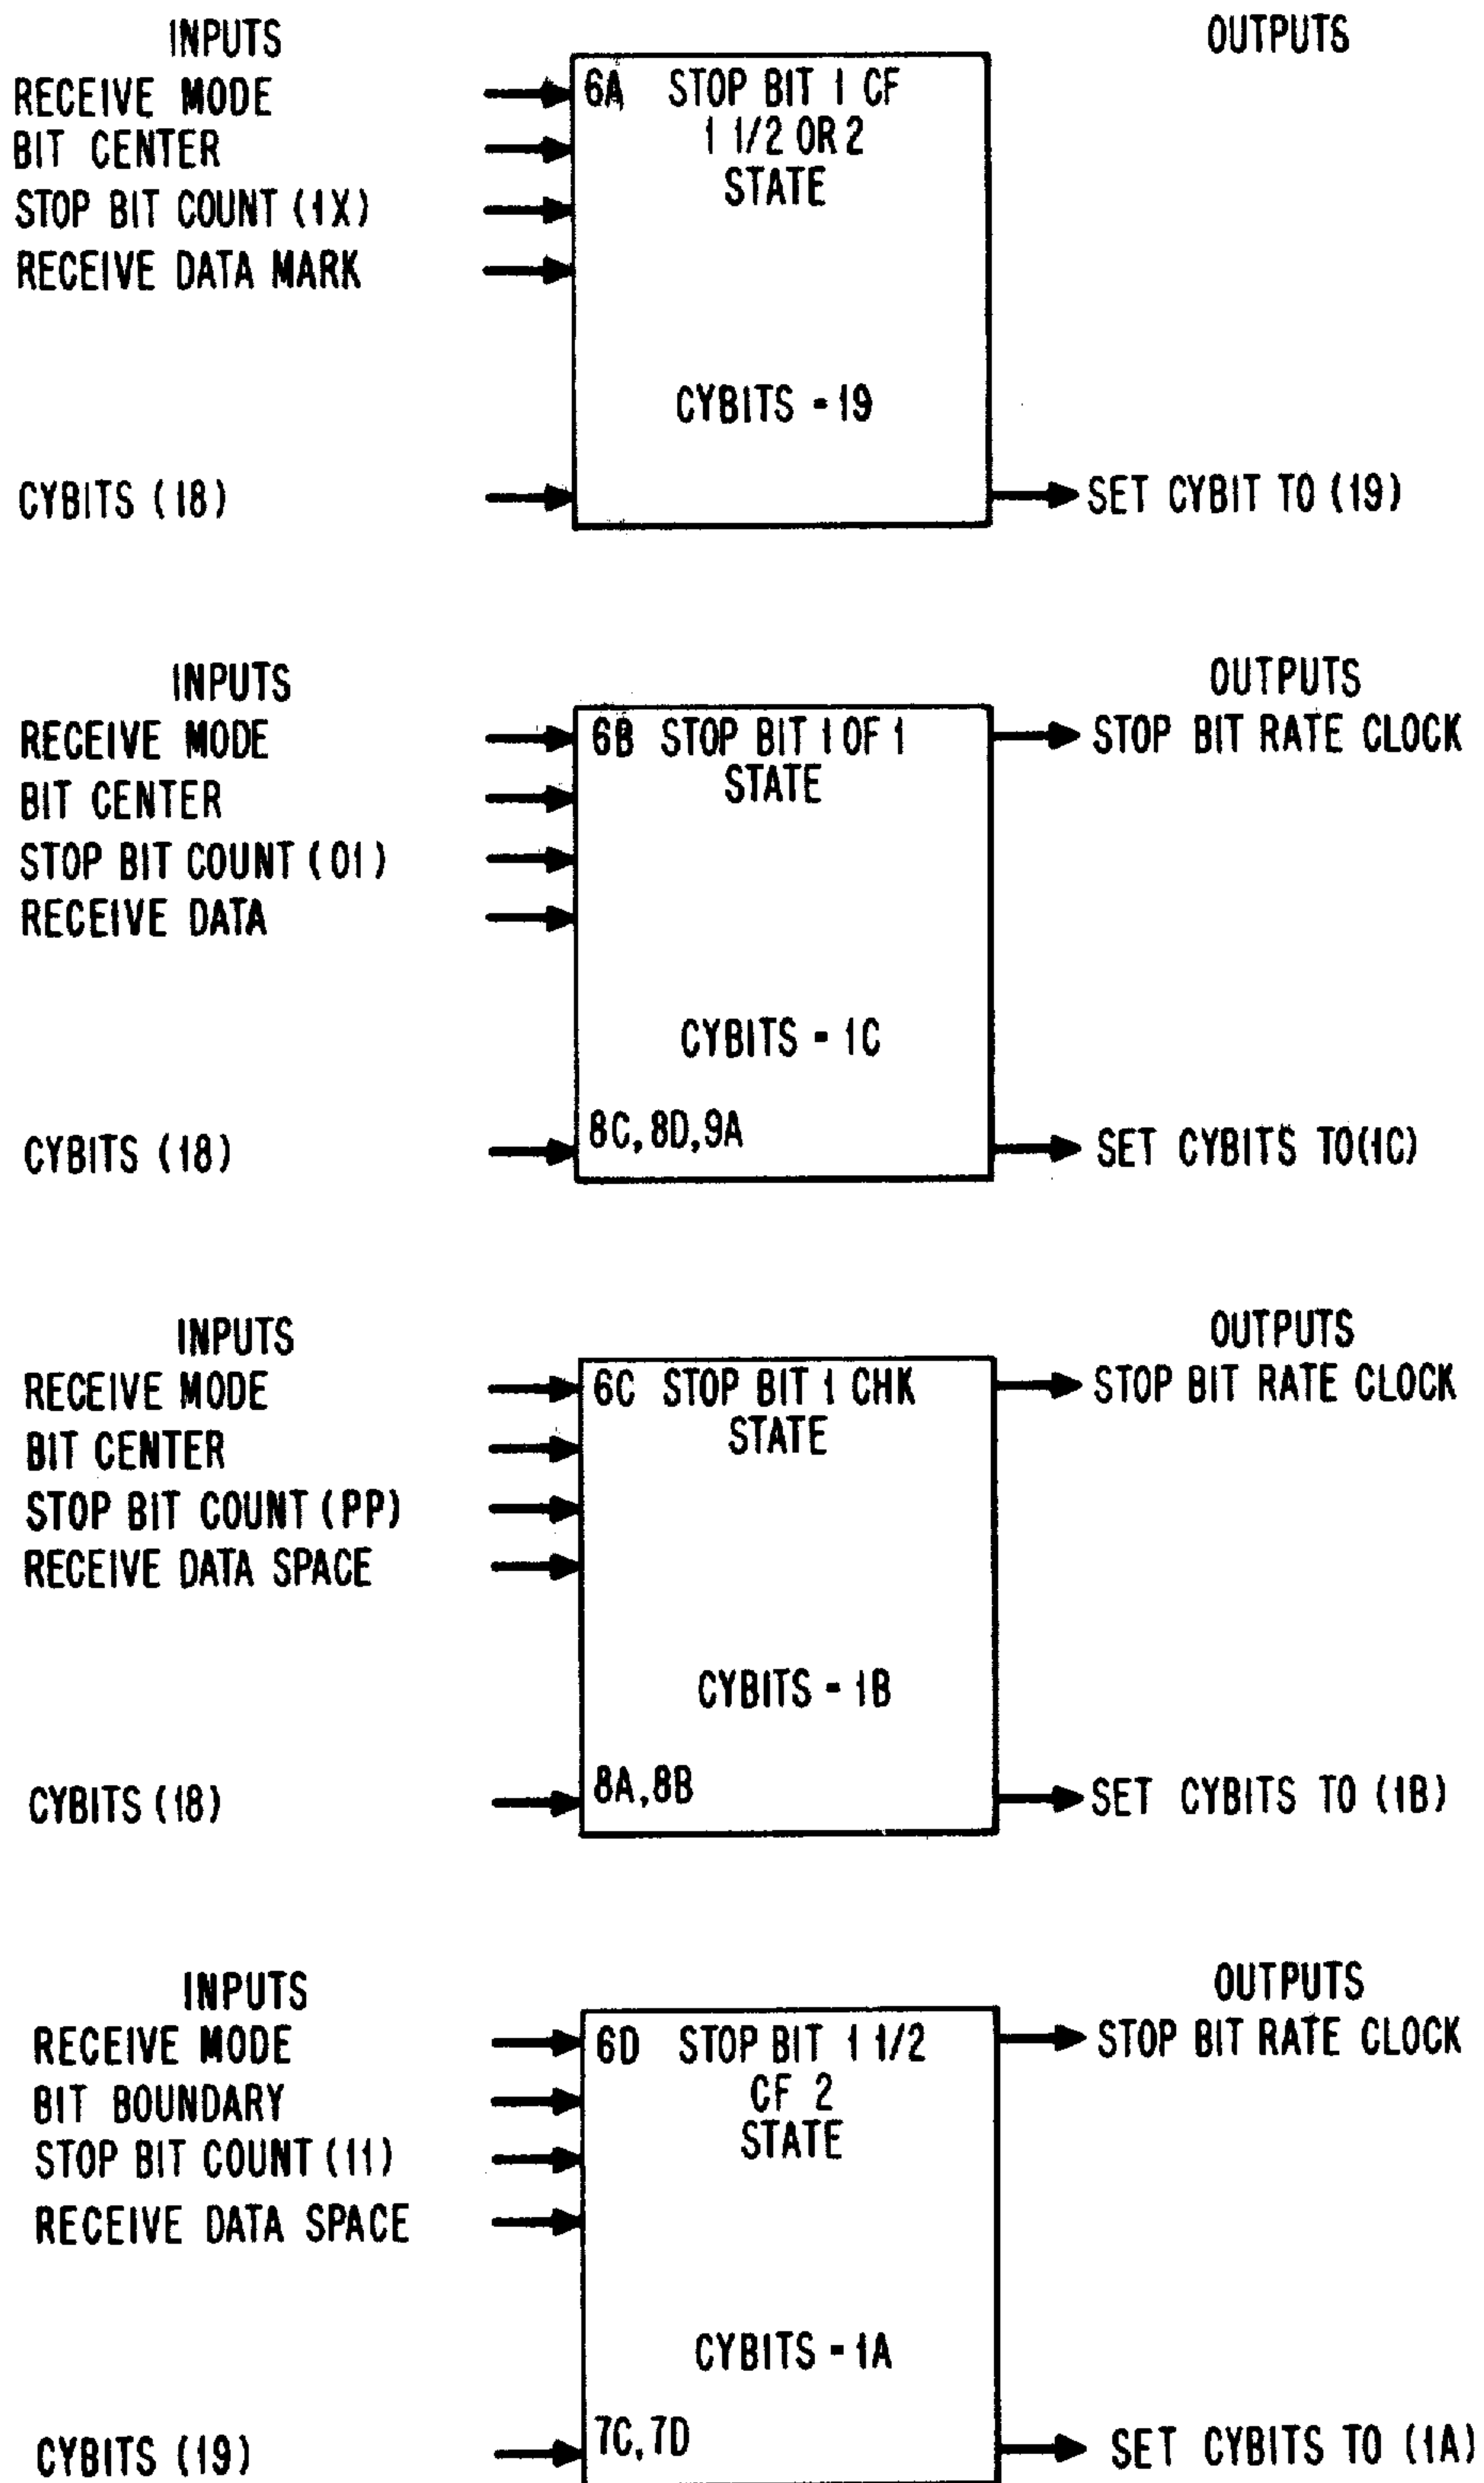 INPUTS
OUTPUTS
RECEIVE MODE
BIT CENTER
STOP BIT COUNT (1X)
RECEIVE DATA MARK
CYBITS (18)
6A STOP BIT 1 CF
1 1/2 OR 2
STATE
CYBITS - 19
SET CYBIT TO (19)
INPUTS
OUTPUTS
RECEIVE MODE
BIT CENTER
STOP BIT COUNT (01)
RECEIVE DATA
CYBITS (18)
6B STOP BIT 1 OF 1
STATE
CYBITS - 1C
8C, 8D, 9A
STOP BIT RATE CLOCK
SET CYBITS TO (1C)
INPUTS
OUTPUTS
RECEIVE MODE
BIT CENTER
STOP BIT COUNT (PP)
RECEIVE DATA SPACE
CYBITS (18)
6C STOP BIT 1 CHK
STATE
CYBITS - 1B
8A, 8B
STOP BIT RATE CLOCK
SET CYBITS TO (1B)
INPUTS
OUTPUTS
RECEIVE MODE
BIT BOUNDARY
STOP BIT COUNT (11)
RECEIVE DATA SPACE
CYBITS (19)
6D STOP BIT 1 1/2
CF 2
STATE
CYBITS - 1A
7C, 7D
STOP BIT RATE CLOCK
SET CYBITS TO (1A)